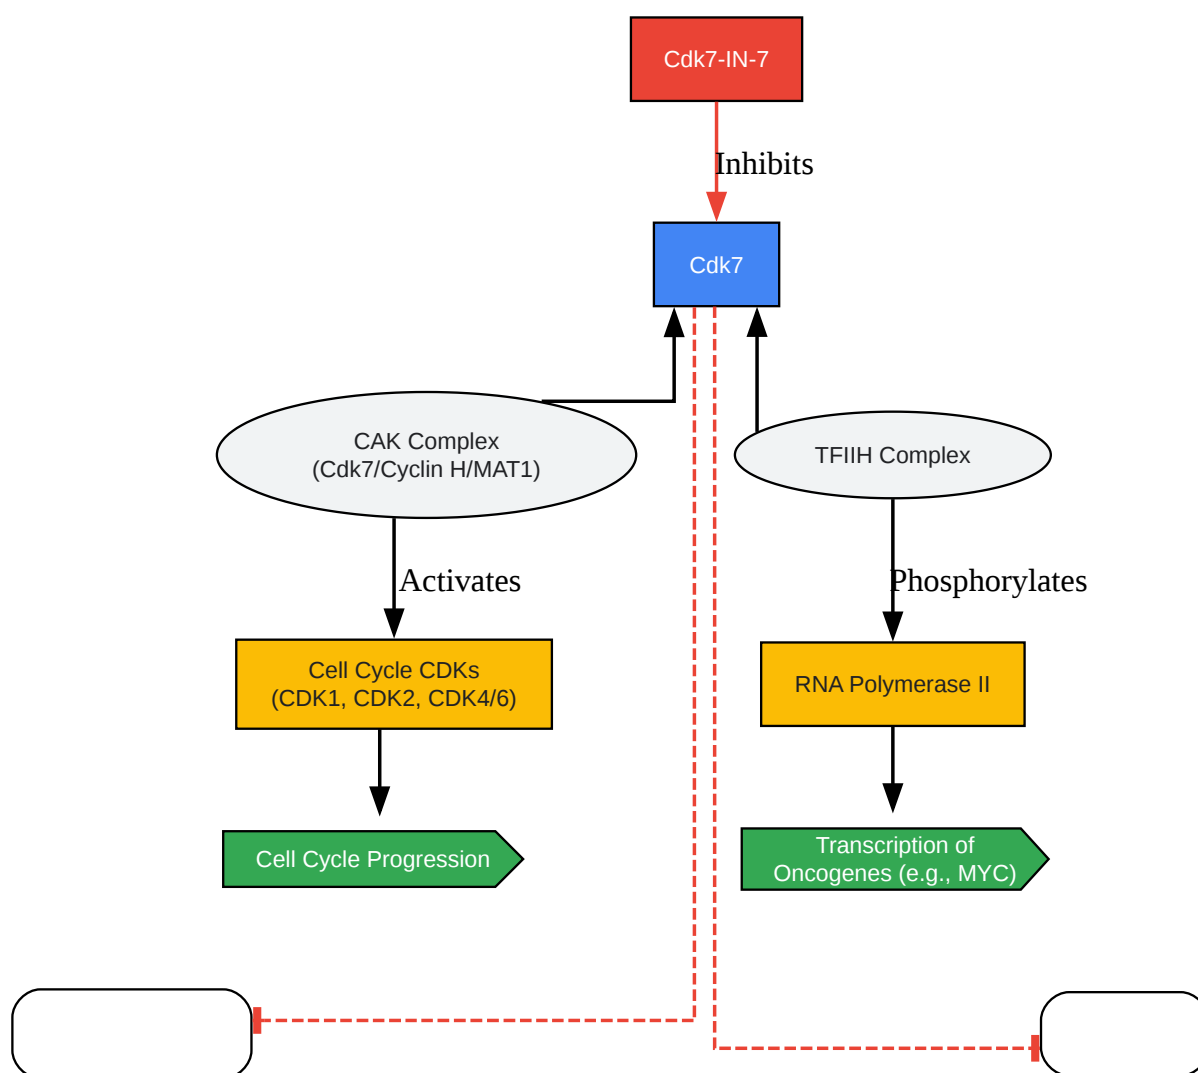 Cdk7-IN-7
Inhibits
Cdk7
CAK Complex
(Cdk7/Cyclin H/MAT1)
TFIIH Complex
Activates
Phosphorylates
Cell Cycle CDKs
(CDK1, CDK2, CDK4/6)
RNA Polymerase II
Cell Cycle Progression
Transcription of
Oncogenes (e.g., MYC)